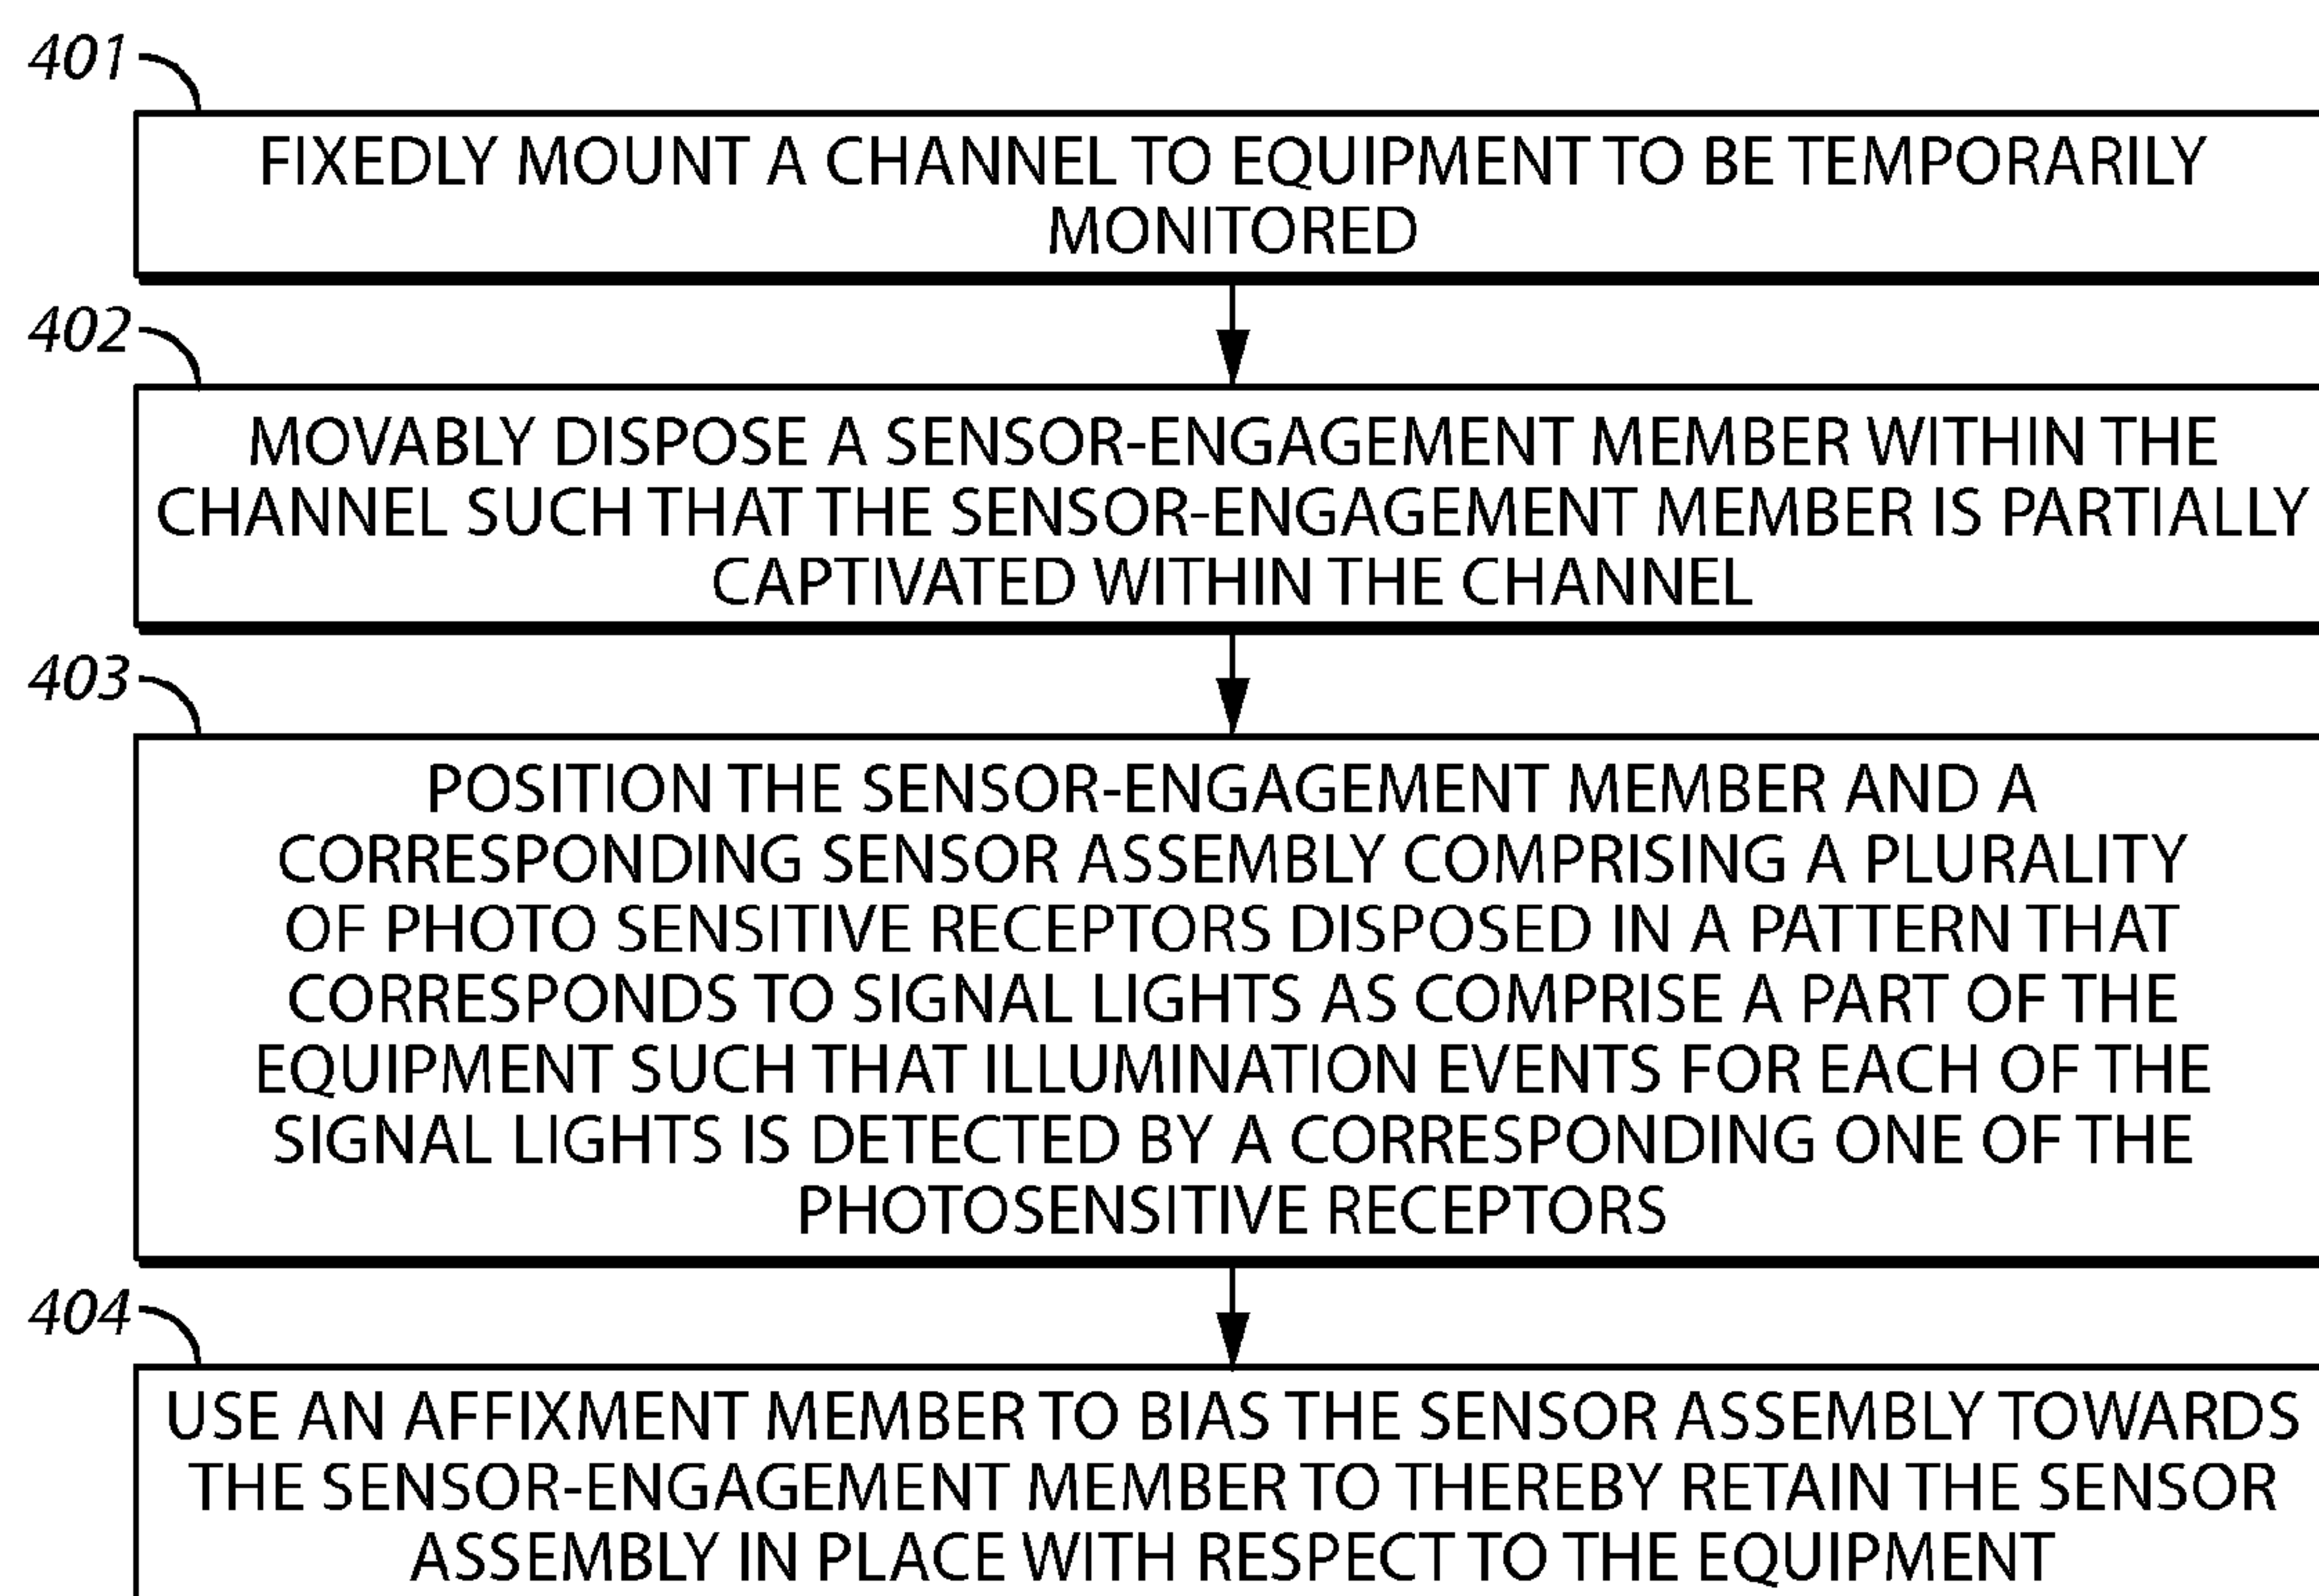 401
FIXEDLY MOUNT A CHANNEL TO EQUIPMENT TO BE TEMPORARILY
MONITORED
402
MOVABLY DISPOSE A SENSOR-ENGAGEMENT MEMBER WITHIN THE
CHANNEL SUCH THAT THE SENSOR-ENGAGEMENT MEMBER IS PARTIALLY
CAPTIVATED WITHIN THE CHANNEL
403
POSITION THE SENSOR-ENGAGEMENT MEMBER AND A
CORRESPONDING SENSOR ASSEMBLY COMPRISING A PLURALITY
OF PHOTO SENSITIVE RECEPTORS DISPOSED IN A PATTERN THAT
CORRESPONDS TO SIGNAL LIGHTS AS COMPRISE A PART OF THE
EQUIPMENT SUCH THAT ILLUMINATION EVENTS FOR EACH OF THE
SIGNAL LIGHTS IS DETECTED BY A CORRESPONDING ONE OF THE
PHOTOSENSITIVE RECEPTORS
404
USE AN AFFIXMENT MEMBER TO BIAS THE SENSOR ASSEMBLY TOWARDS
THE SENSOR-ENGAGEMENT MEMBER TO THEREBY RETAIN THE SENSOR
ASSEMBLY IN PLACE WITH RESPECT TO THE EQUIPMENT